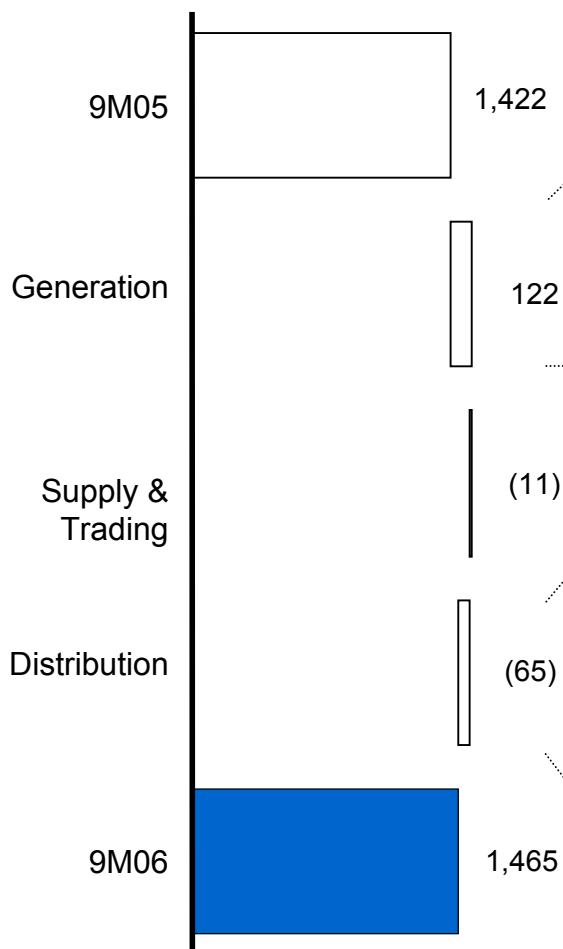 9M05 1,422
Generation 122
Supply &
Trading (11)
Distribution (65)
9M06 1,465